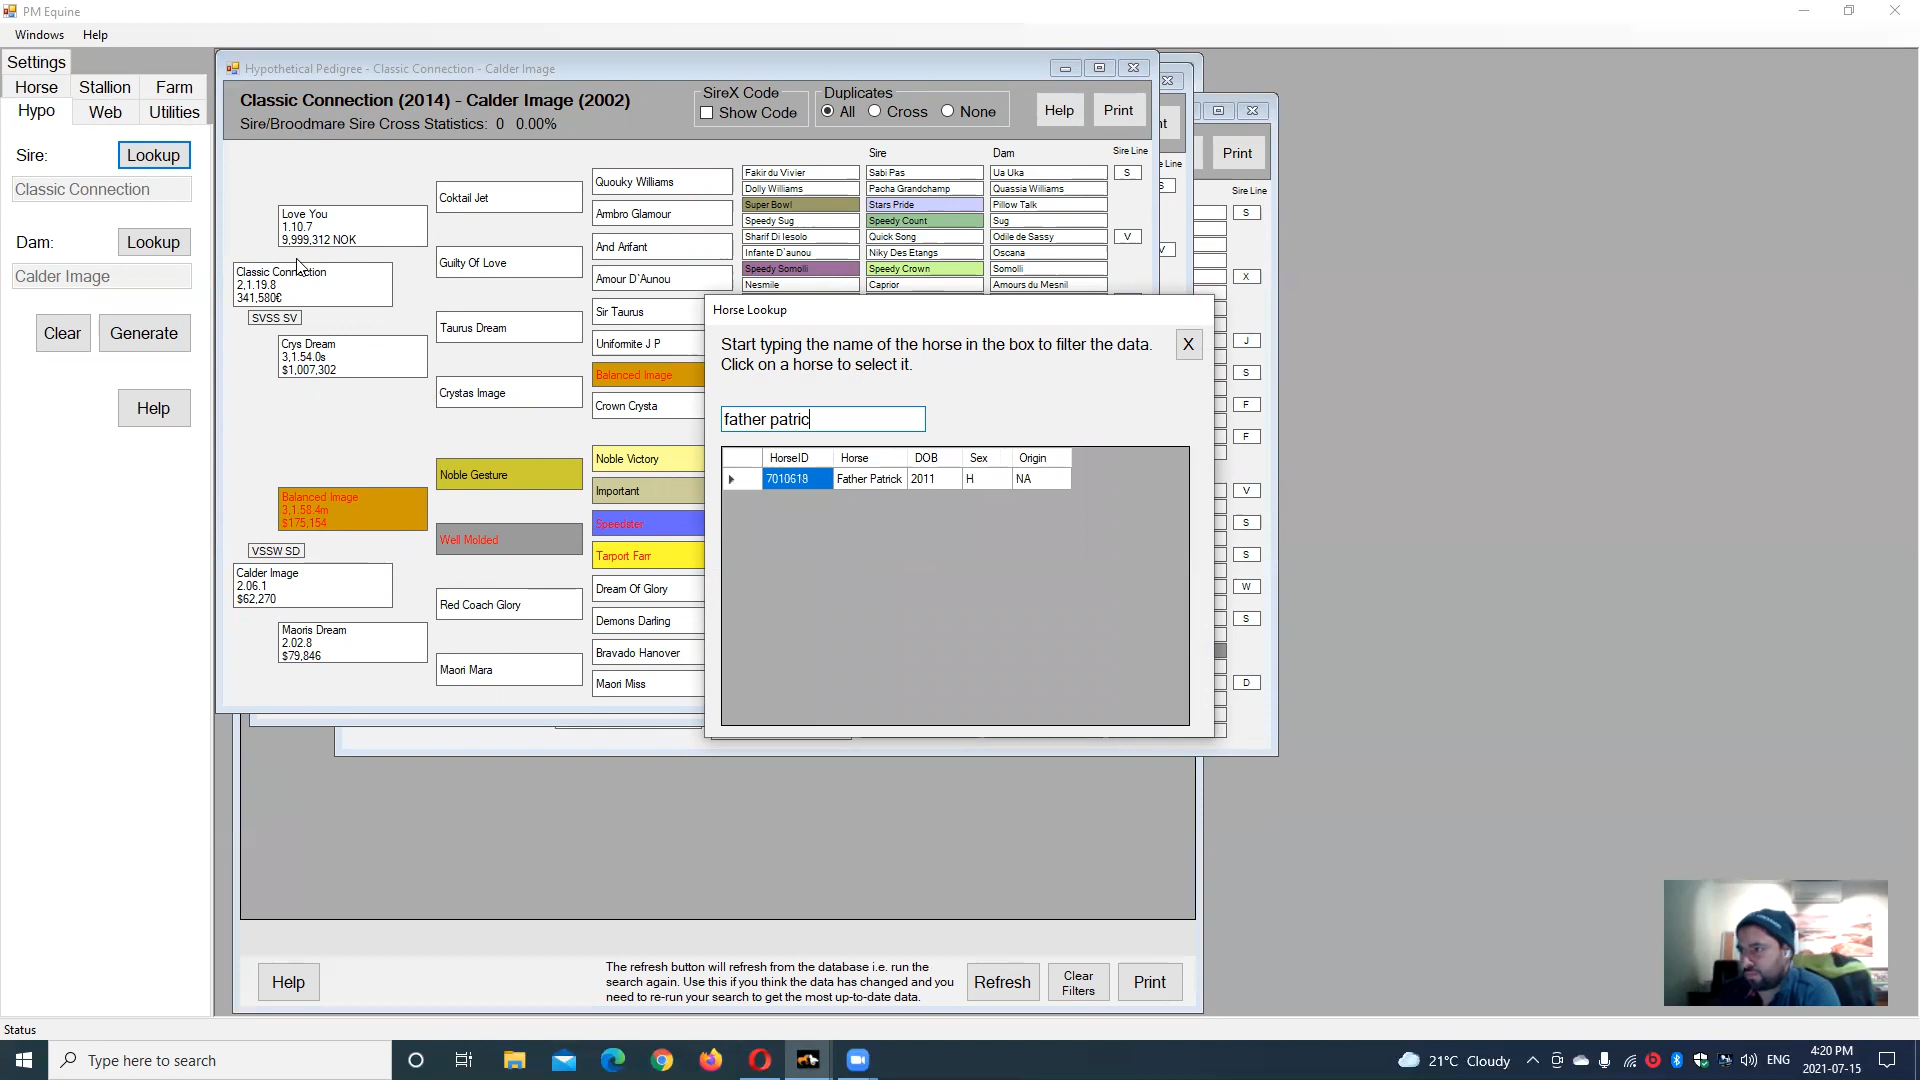 PM Equine
Windows Help
Settings
Horse Stallion Farm
Hypo Web Utilities
Sire: Lookup
Classic Connection
Dam: Lookup
Calder Image
Clear Generate
Help
Hypothetical Pedigree - Classic Connection - Calder Image
Classic Connection (2014) - Calder Image (2002)
Sire/Broodmare Sire Cross Statistics: 0 0.00%
SireX Code
Show Code
Duplicates
All Cross None
Help Print
Print
Sire Dam Sire Line
Sire Line
Love You
1.10.7
9,999,312 NOK
Classic Connection
2,1.19.8
341,580€
SVSS SV
Crys Dream
3,1.54.0s
$1,007,302
Balanced Image
3,1.58.4m
$175,154
VSSW SD
Calder Image
2.06.1
$62,270
Maoris Dream
2.02.8
$79,846
Coktail Jet
Guilty Of Love
Taurus Dream
Crystas Image
Noble Gesture
Well Molded
Red Coach Glory
Maori Mara
Quouky Williams
Ambro Glamour
And Arifant
Amour D`Aunou
Sir Taurus
Uniformite J P
Balanced Image
Crown Crysta
Noble Victory
Important
Speedster
Tarport Farr
Dream Of Glory
Demons Darling
Bravado Hanover
Maori Miss
Fakir du Vivier Sabi Pas Ua Uka S
Dolly Williams Pacha Grandchamp Quassia Williams
Super Bowl Stars Pride Pillow Talk
Speedy Sug Speedy Count Sug
Sharif Di Iesolo Quick Song Odile de Sassy V
Infante D`aunou Niky Des Etangs Oscana
Speedy Somolli Speedy Crown Somolli
Nesmile Caprior Amours du Mesnil
S
X
J
S
F
F
V
S
S
W
S
D
Horse Lookup
Start typing the name of the horse in the box to filter the data.
Click on a horse to select it.
X
father patric
HorseID Horse DOB Sex Origin
7010618 Father Patrick 2011 H NA
Help
The refresh button will refresh from the database i.e. run the
search again. Use this if you think the data has changed and you
need to re-run your search to get the most up-to-date data.
Refresh
Clear
Filters
Print
Status
Type here to search
21°C Cloudy
ENG
4:20 PM
2021-07-15